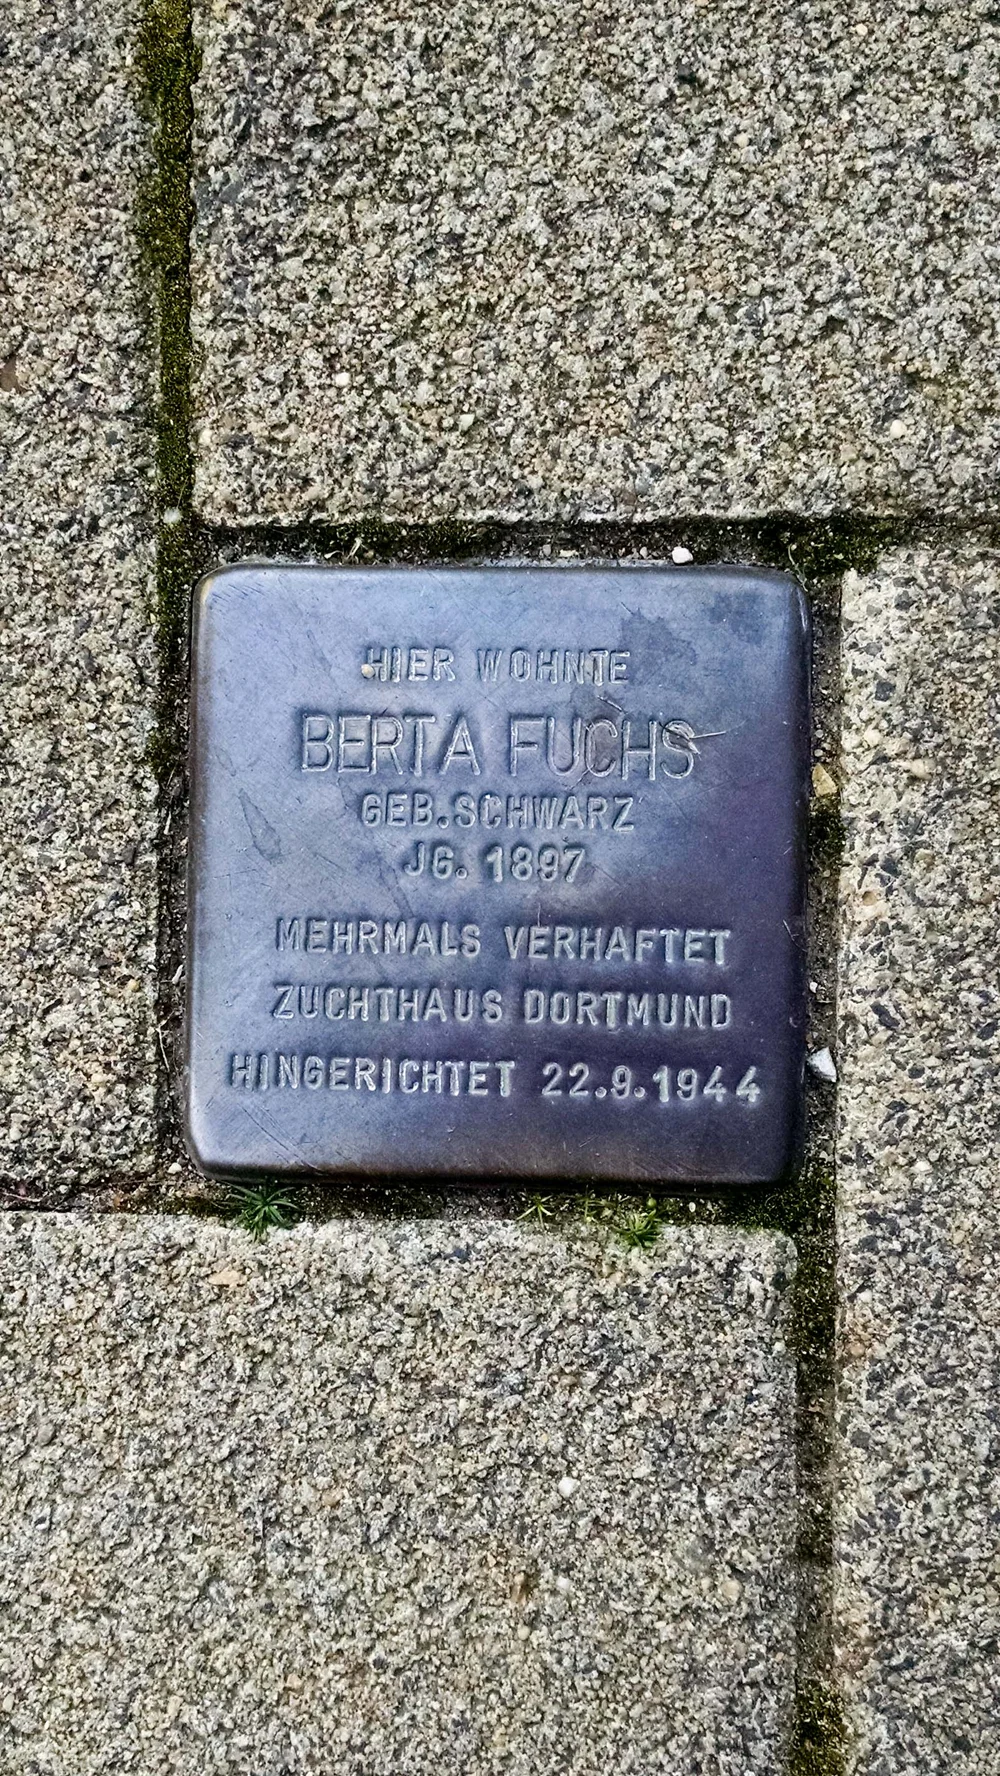 HIER WOHNTE
BERTA FUCHS
GEB.SCHWARZ
JG. 1897
MEHRMALS VERHAFTET
ZUCHTHAUS DORTMUND
HINGERICHTET 22.9.1944